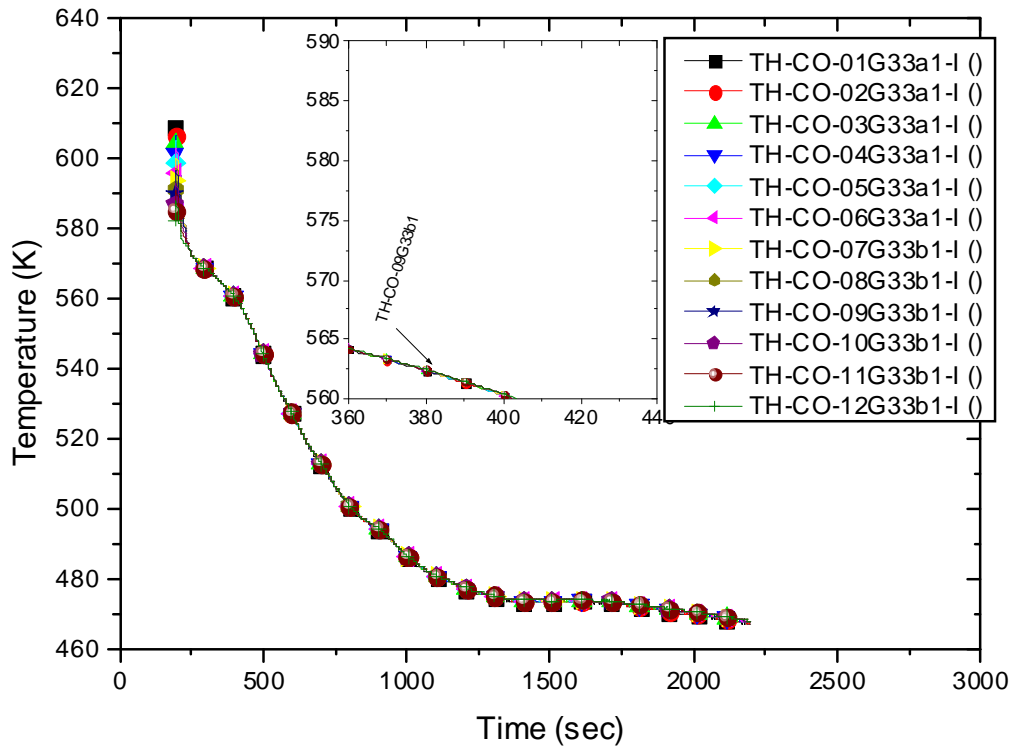 640
620
600
580
560
540
520
500
480
460
Temperature (K)
0
500
1000
1500
2000
2500
3000
Time (sec)
590
585
580
575
570
565
560
360
380
400
420
TH-CO-09G33b1
TH-CO-01G33a1-I ()
TH-CO-02G33a1-I ()
TH-CO-03G33a1-I ()
TH-CO-04G33a1-I ()
TH-CO-05G33a1-I ()
TH-CO-06G33a1-I ()
TH-CO-07G33b1-I ()
TH-CO-08G33b1-I ()
TH-CO-09G33b1-I ()
TH-CO-10G33b1-I ()
TH-CO-11G33b1-I ()
TH-CO-12G33b1-I ()